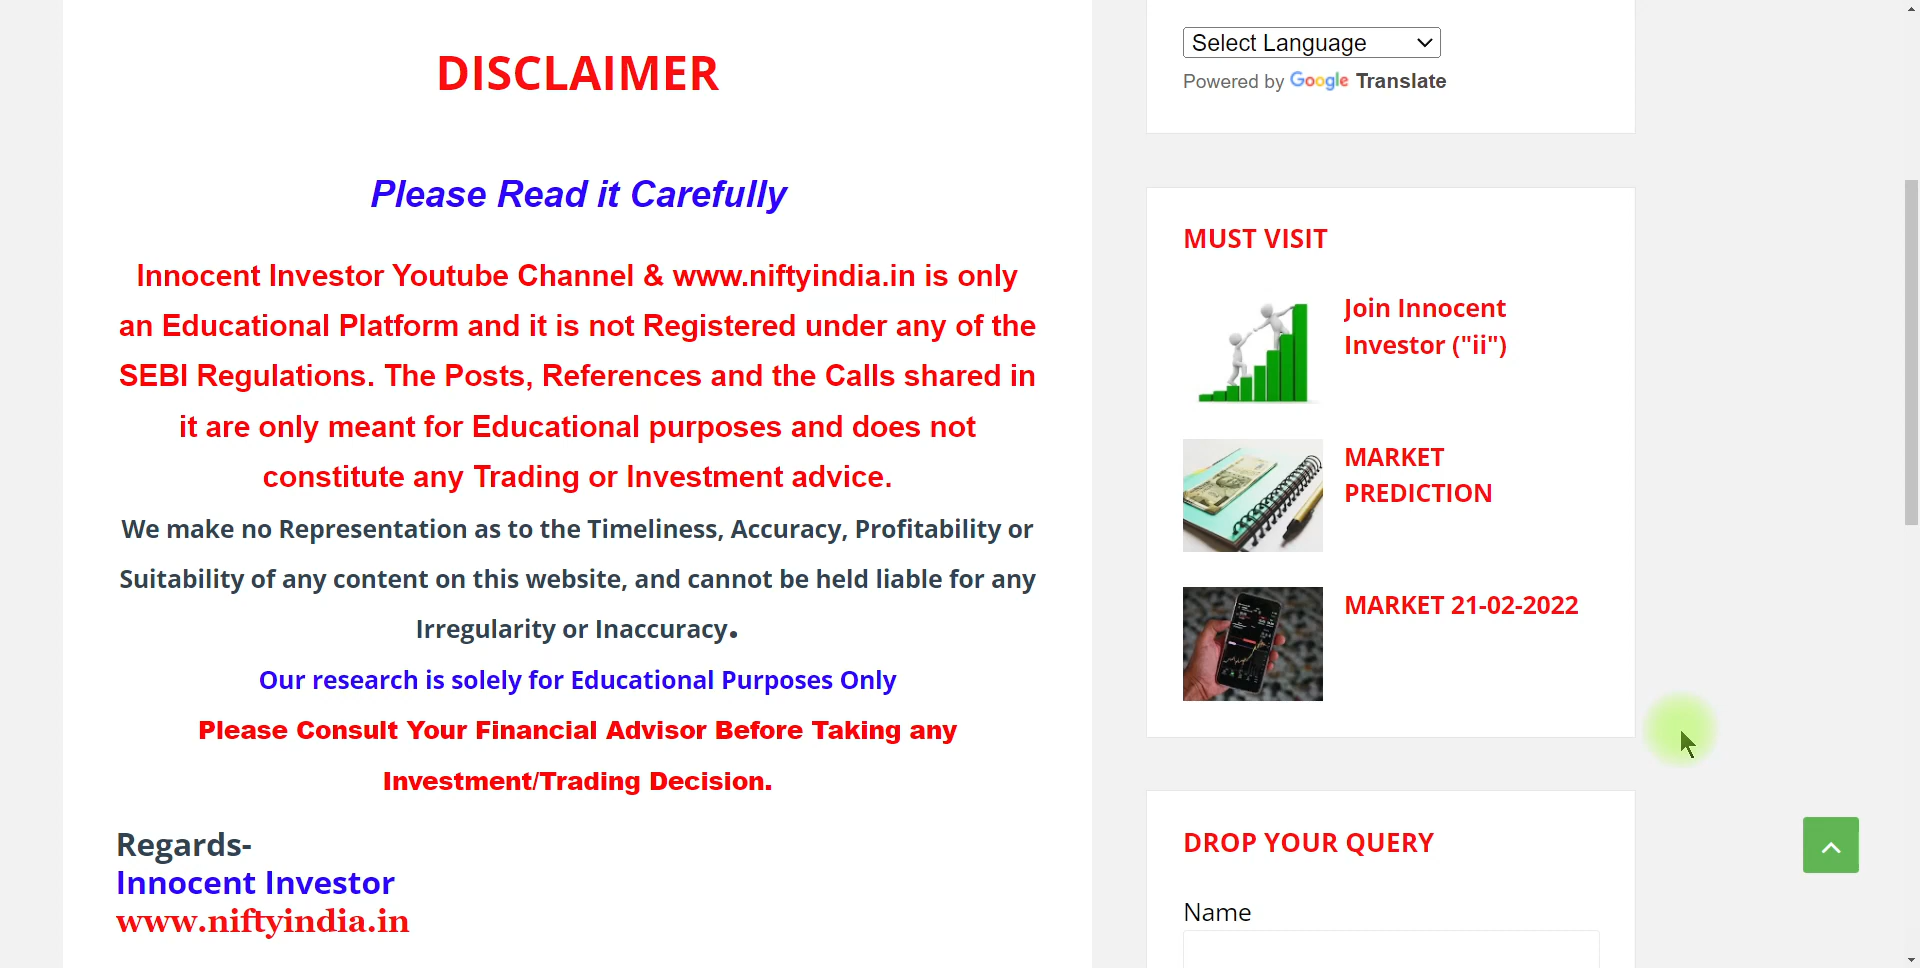 DISCLAIMER
Please Read it Carefully
Innocent Investor Youtube Channel & www.niftyindia.in is only
an Educational Platform and it is not Registered under any of the
SEBI Regulations. The Posts, References and the Calls shared in
it are only meant for Educational purposes and does not
constitute any Trading or Investment advice.
We make no Representation as to the Timeliness, Accuracy, Profitability or
Suitability of any content on this website, and cannot be held liable for any
Irregularity or Inaccuracy.
Our research is solely for Educational Purposes Only
Please Consult Your Financial Advisor Before Taking any
Investment/Trading Decision.
Regards-
Innocent Investor
www.niftyindia.in
Select Language
Powered by Google Translate
MUST VISIT
Join Innocent
Investor ("ii")
MARKET
PREDICTION
MARKET 21-02-2022
DROP YOUR QUERY
Name